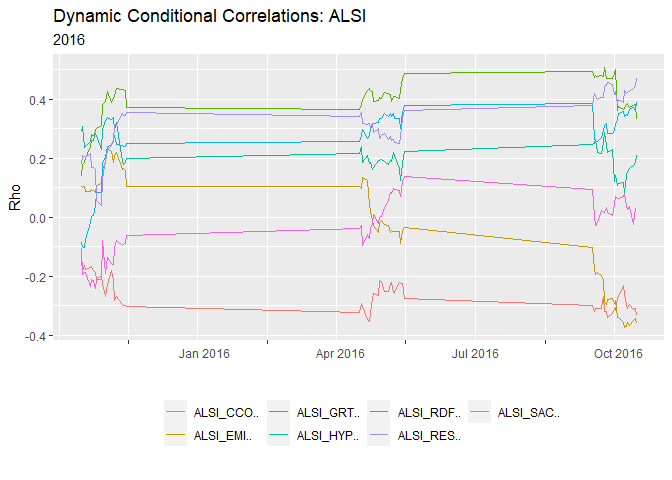 Dynamic Conditional Correlations: ALSI
2016
Rho
0.4
0.2
0.0
-0.2
-0.4
Jan 2016 Apr 2016 Jul 2016 Oct 2016
ALSI_CCO.. ALSI_GRT.. ALSI_RDF.. ALSI_SAC..
ALSI_EMI.. ALSI_HYP.. ALSI_RES..